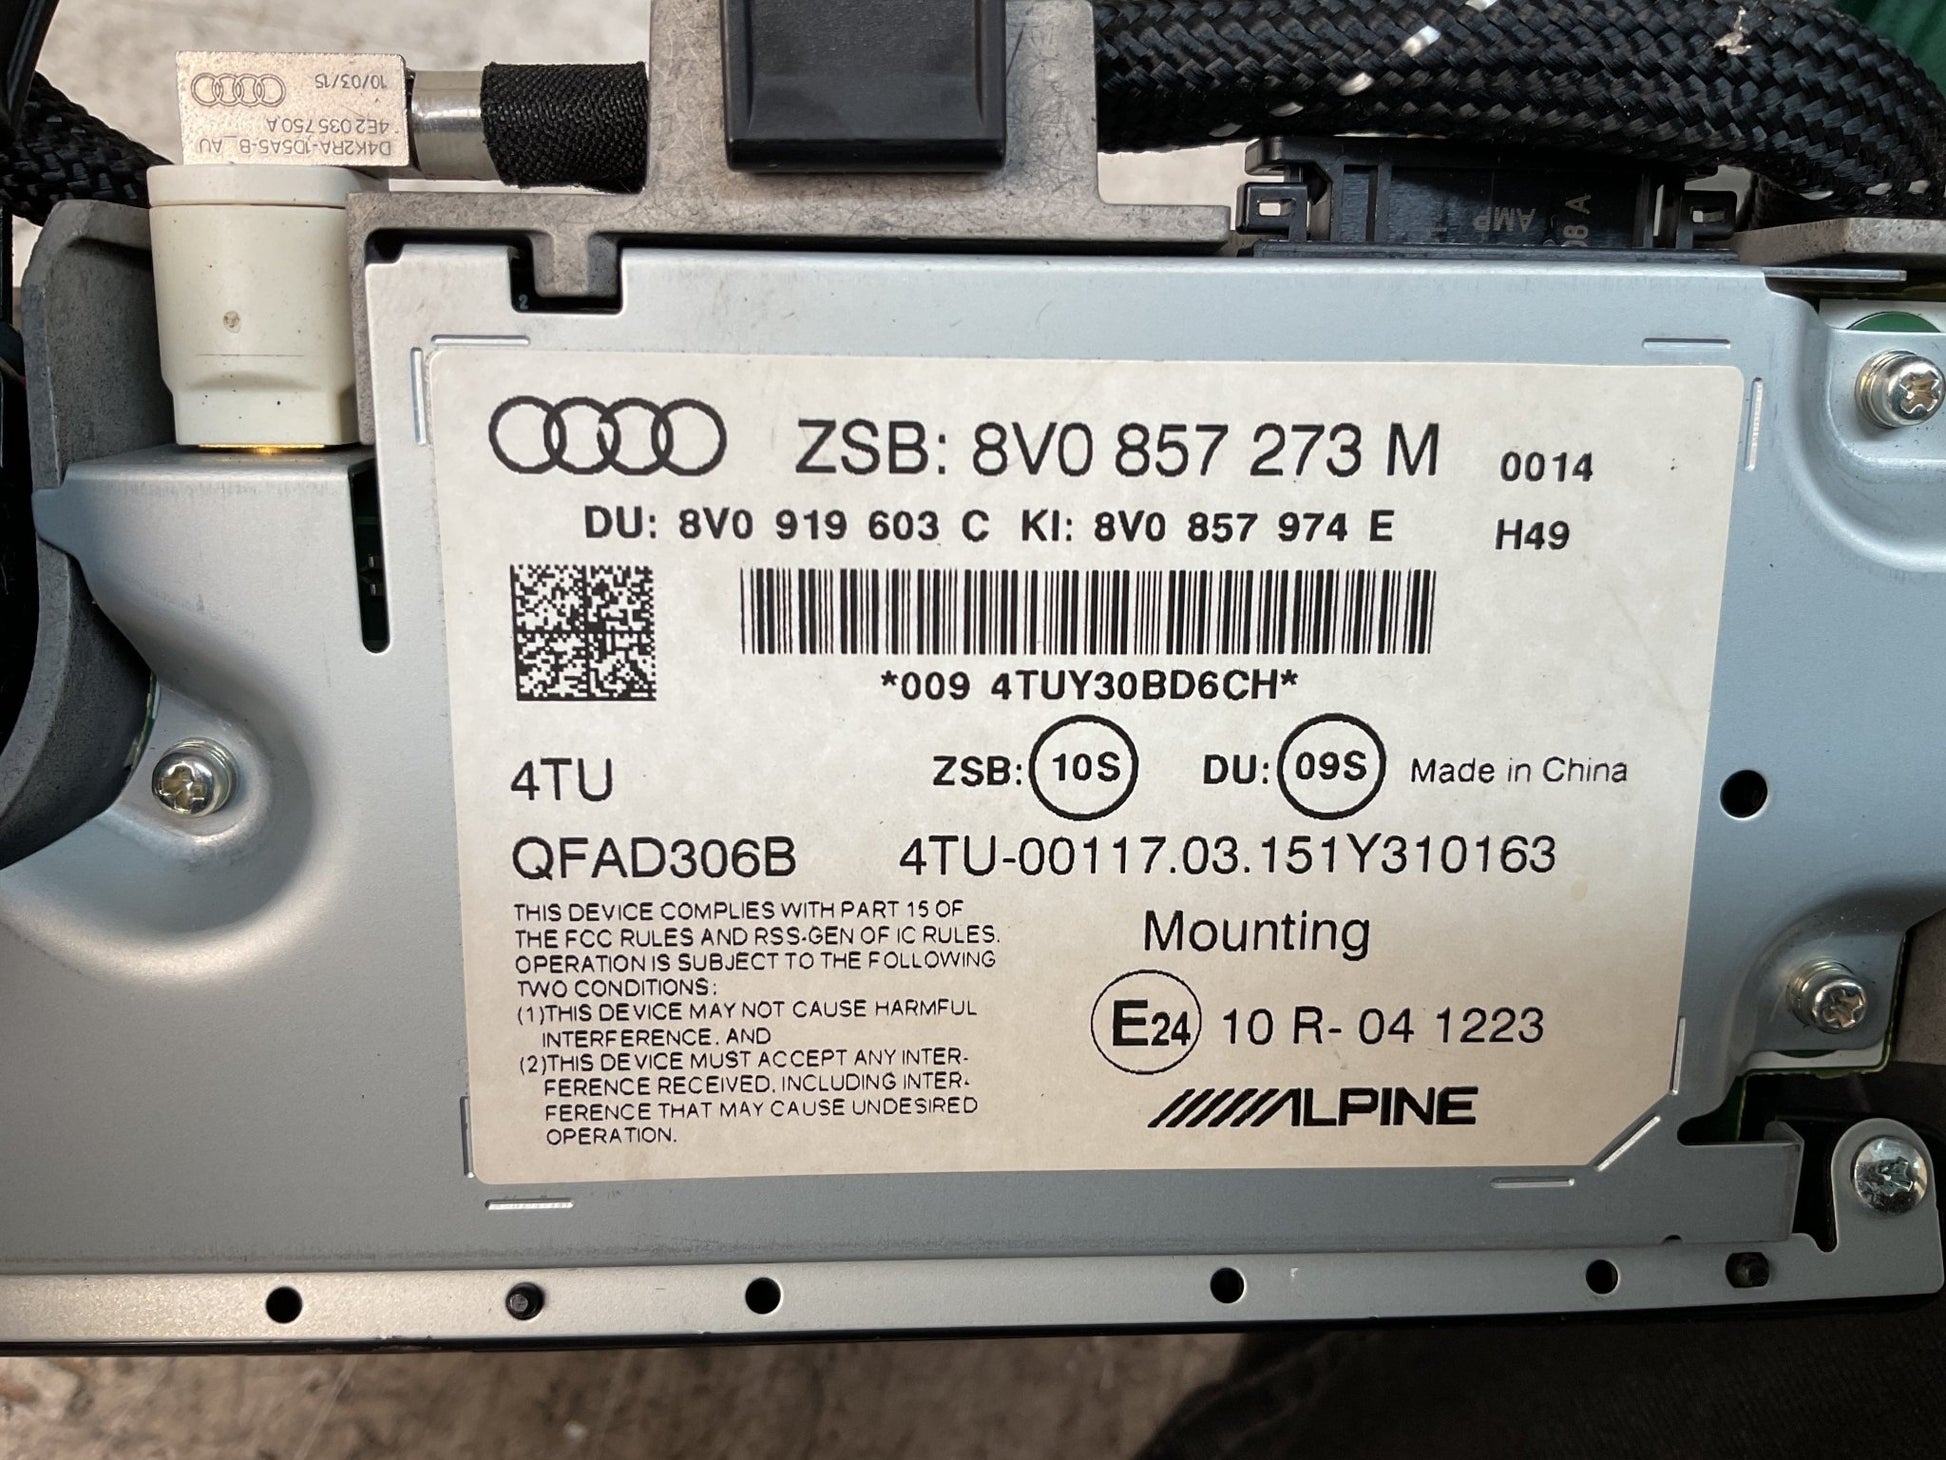 10/03/15
4E2 035 750 A
D4K2RA-1D5A5-B_AU
AMP
08 A
2
ZSB: 8V0 857 273 M
0014
DU: 8V0 919 603 C KI: 8V0 857 974 E
H49
*009 4TUY30BD6CH*
4TU
ZSB: 10S DU: 09S Made in China
QFAD306B 4TU-00117.03.151Y310163
THIS DEVICE COMPLIES WITH PART 15 OF
THE FCC RULES AND RSS-GEN OF IC RULES.
OPERATION IS SUBJECT TO THE FOLLOWING
TWO CONDITIONS:
(1)THIS DEVICE MAY NOT CAUSE HARMFUL
INTERFERENCE. AND
(2)THIS DEVICE MUST ACCEPT ANY INTER-
FERENCE RECEIVED, INCLUDING INTER-
FERENCE THAT MAY CAUSE UNDESIRED
OPERATION.
Mounting
E24 10 R- 04 1223
ALPINE